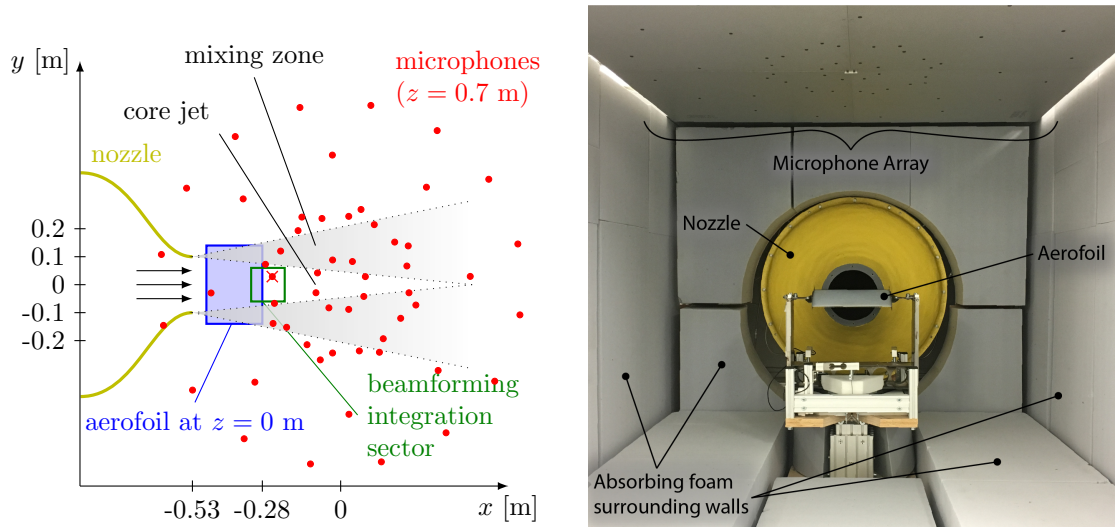 y [m]
mixing zone
microphones
(z = 0.7 m)
core jet
nozzle
0.2
0.1
0
-0.1
-0.2
beamforming
integration
sector
aerofoil at z = 0 m
-0.53
-0.28
0
x [m]
Microphone Array
Nozzle
Aerofoil
Absorbing foam
surrounding walls